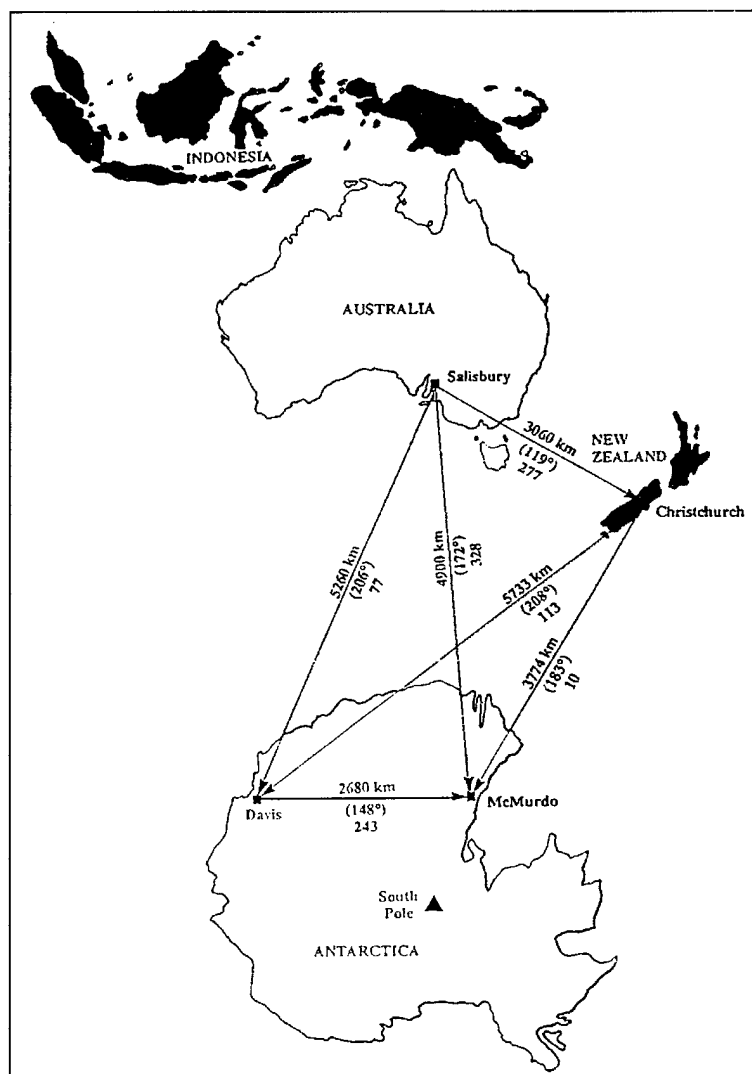 INDONESIA
AUSTRALIA
Salisbury
3060 km
(119°)
277
NEW
ZEALAND
Christchurch
5260 km
(206°)
77
4900 km
(172°)
328
5733 km
(208°)
113
3774 km
(183°)
10
2680 km
(148°)
243
Davis
McMurdo
South
Pole
ANTARCTICA